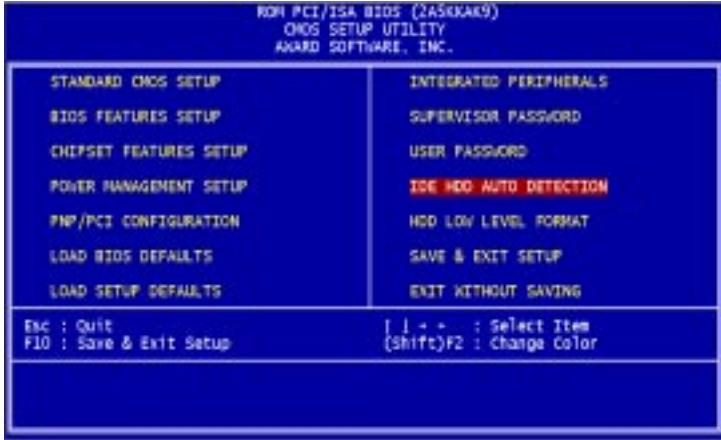 ROM PCI/ISA BIOS (2A5KKAK9)
CMOS SETUP UTILITY
AWARD SOFTWARE, INC.
STANDARD CMOS SETUP
BIOS FEATURES SETUP
CHIPSET FEATURES SETUP
POWER MANAGEMENT SETUP
PNP/PCI CONFIGURATION
LOAD BIOS DEFAULTS
LOAD SETUP DEFAULTS
INTEGRATED PERIPHERALS
SUPERVISOR PASSWORD
USER PASSWORD
IDE HDD AUTO DETECTION
HDD LOW LEVEL FORMAT
SAVE & EXIT SETUP
EXIT WITHOUT SAVING
Esc : Quit
F10 : Save & Exit Setup
: Select Item
(Shift)F2 : Change Color